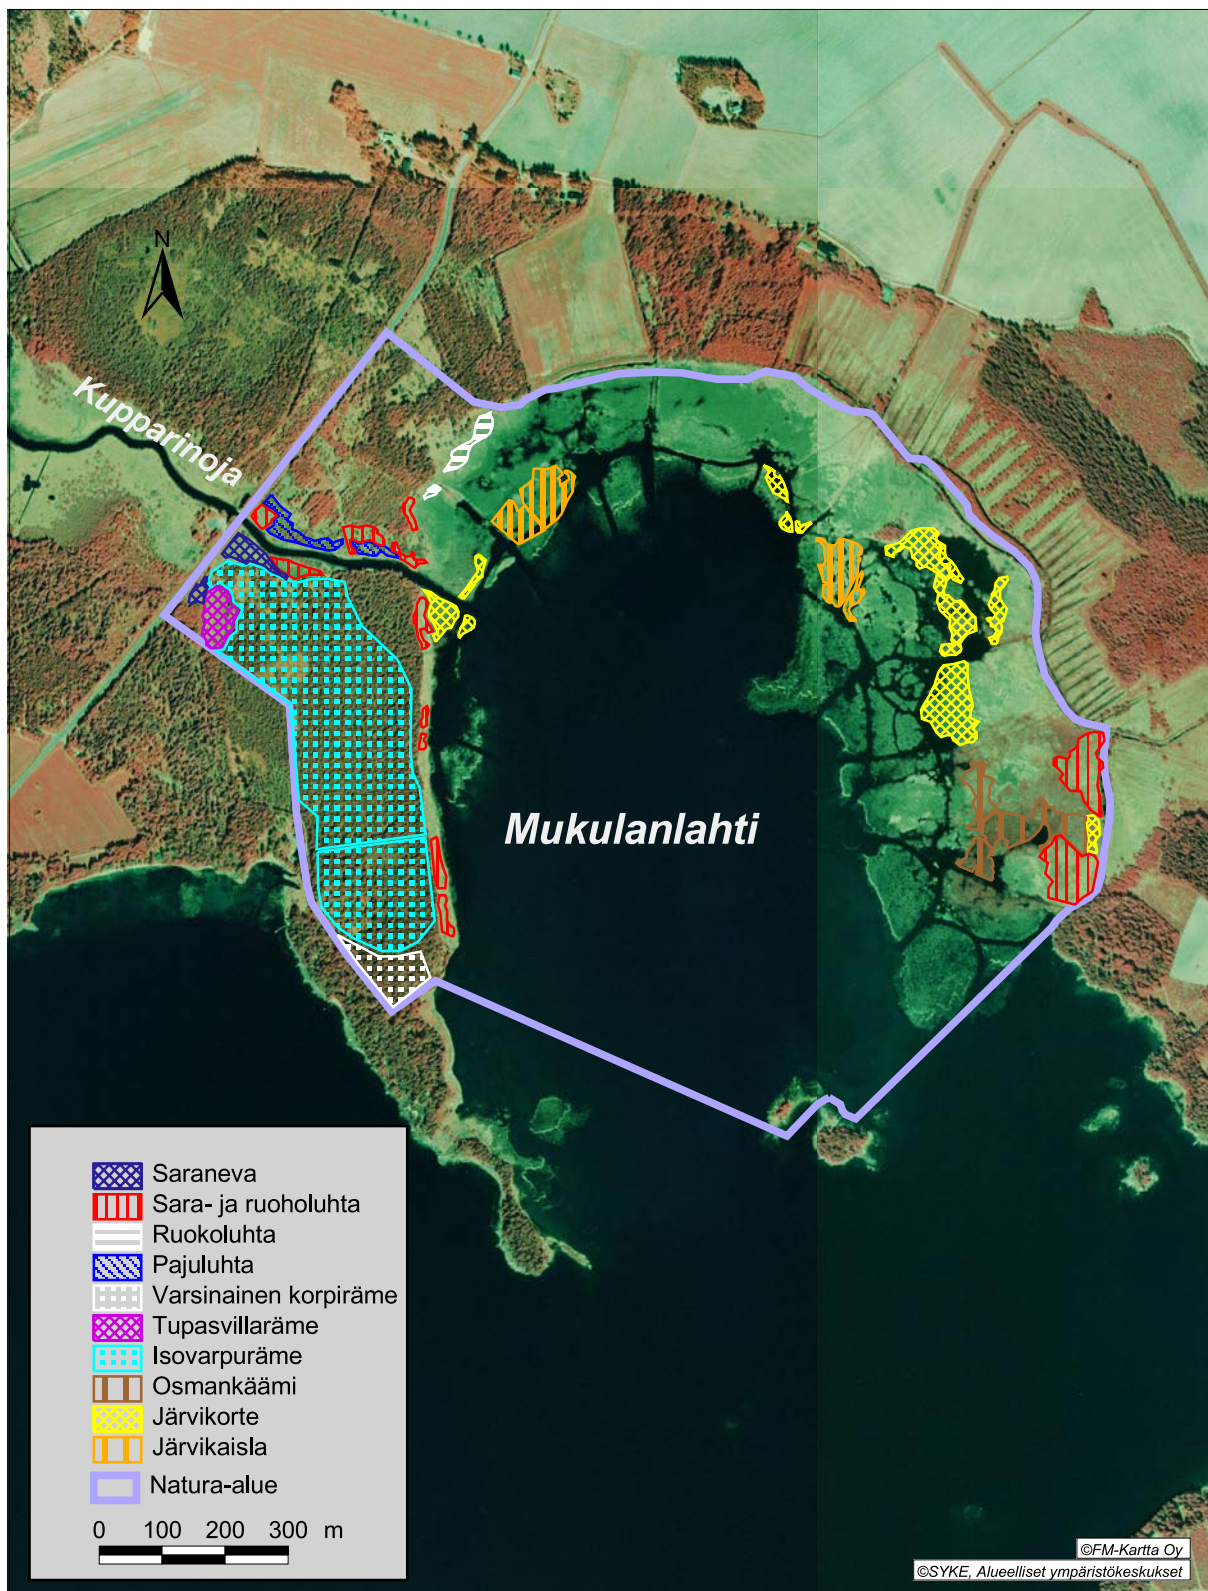 N
Kupparinoja
Mukulanlahti
Saraneva
Sara- ja ruoholuhta
Ruokoluhta
Pajuluhta
Varsinainen korpiräme
Tupasvillaräme
Isovarpuräme
Osmankäämi
Järvikorte
Järvikaisla
Natura-alue
0 100 200 300 m
©FM-Kartta Oy
©SYKE, Alueelliset ympäristökeskukset